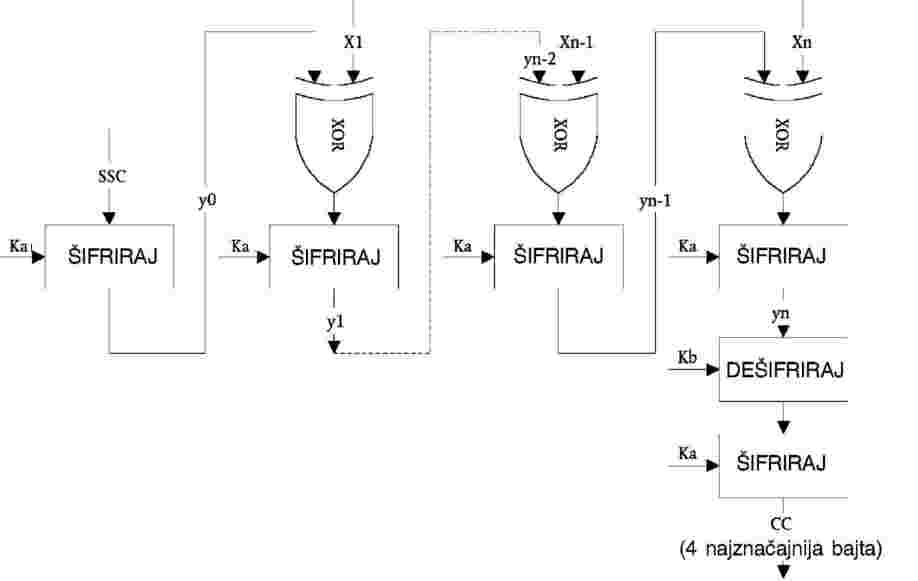 X1
Xn-1
Xn
yn-2
XOR
XOR
XOR
SSC
y0
yn-1
Ka
ŠIFRIRAJ
Ka
ŠIFRIRAJ
Ka
ŠIFRIRAJ
Ka
ŠIFRIRAJ
y1
yn
Kb
DEŠIFRIRAJ
Ka
ŠIFRIRAJ
CC
(4 najznačajnija bajta)